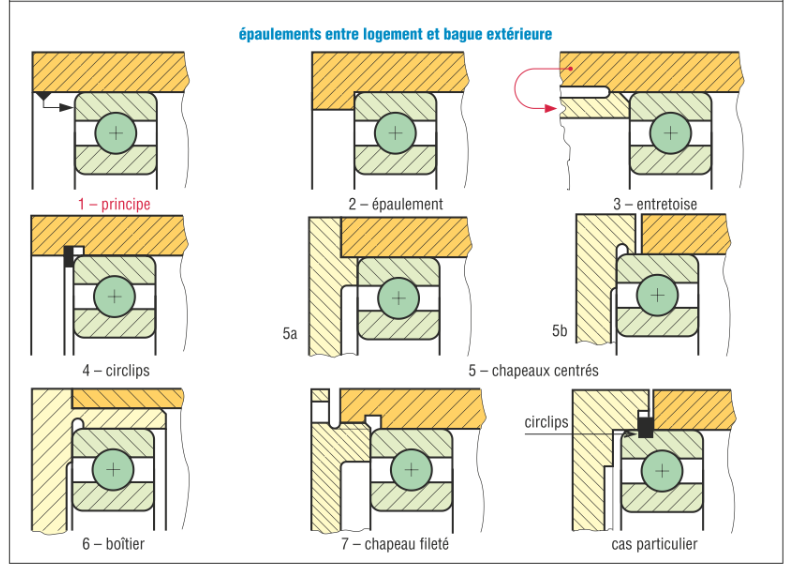 épaulements entre logement et bague extérieure
1 – principe
2 – épaulement
3 – entretoise
5a
5b
4 – circlips
5 – chapeaux centrés
circlips
6 – boîtier
7 – chapeau fileté
cas particulier